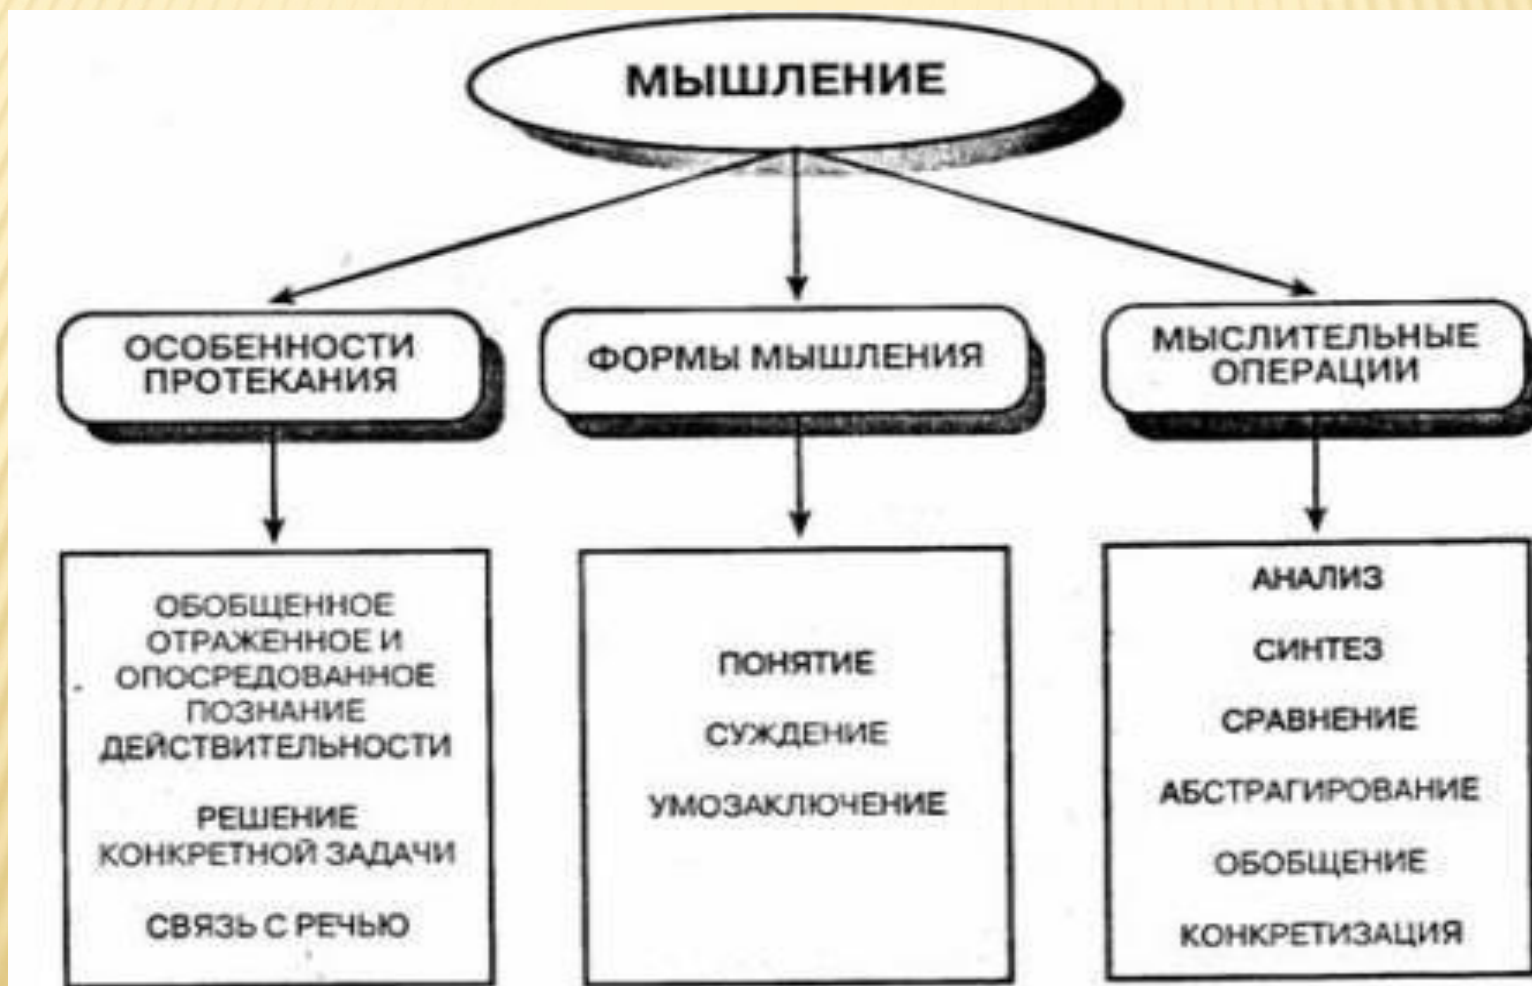 МЫШЛЕНИЕ
ОСОБЕННОСТИ
ПРОТЕКАНИЯ
ФОРМЫ МЫШЛЕНИЯ
МЫСЛИТЕЛЬНЫЕ
ОПЕРАЦИИ
ОБОБЩЕННОЕ
ОТРАЖЕННОЕ И
ОПОСРЕДОВАННОЕ
ПОЗНАНИЕ
ДЕЙСТВИТЕЛЬНОСТИ
РЕШЕНИЕ
КОНКРЕТНОЙ ЗАДАЧИ
СВЯЗЬ С РЕЧЬЮ
ПОНЯТИЕ
СУЖДЕНИЕ
УМОЗАКЛЮЧЕНИЕ
АНАЛИЗ
СИНТЕЗ
СРАВНЕНИЕ
АБСТРАГИРОВАНИЕ
ОБОБЩЕНИЕ
КОНКРЕТИЗАЦИЯ